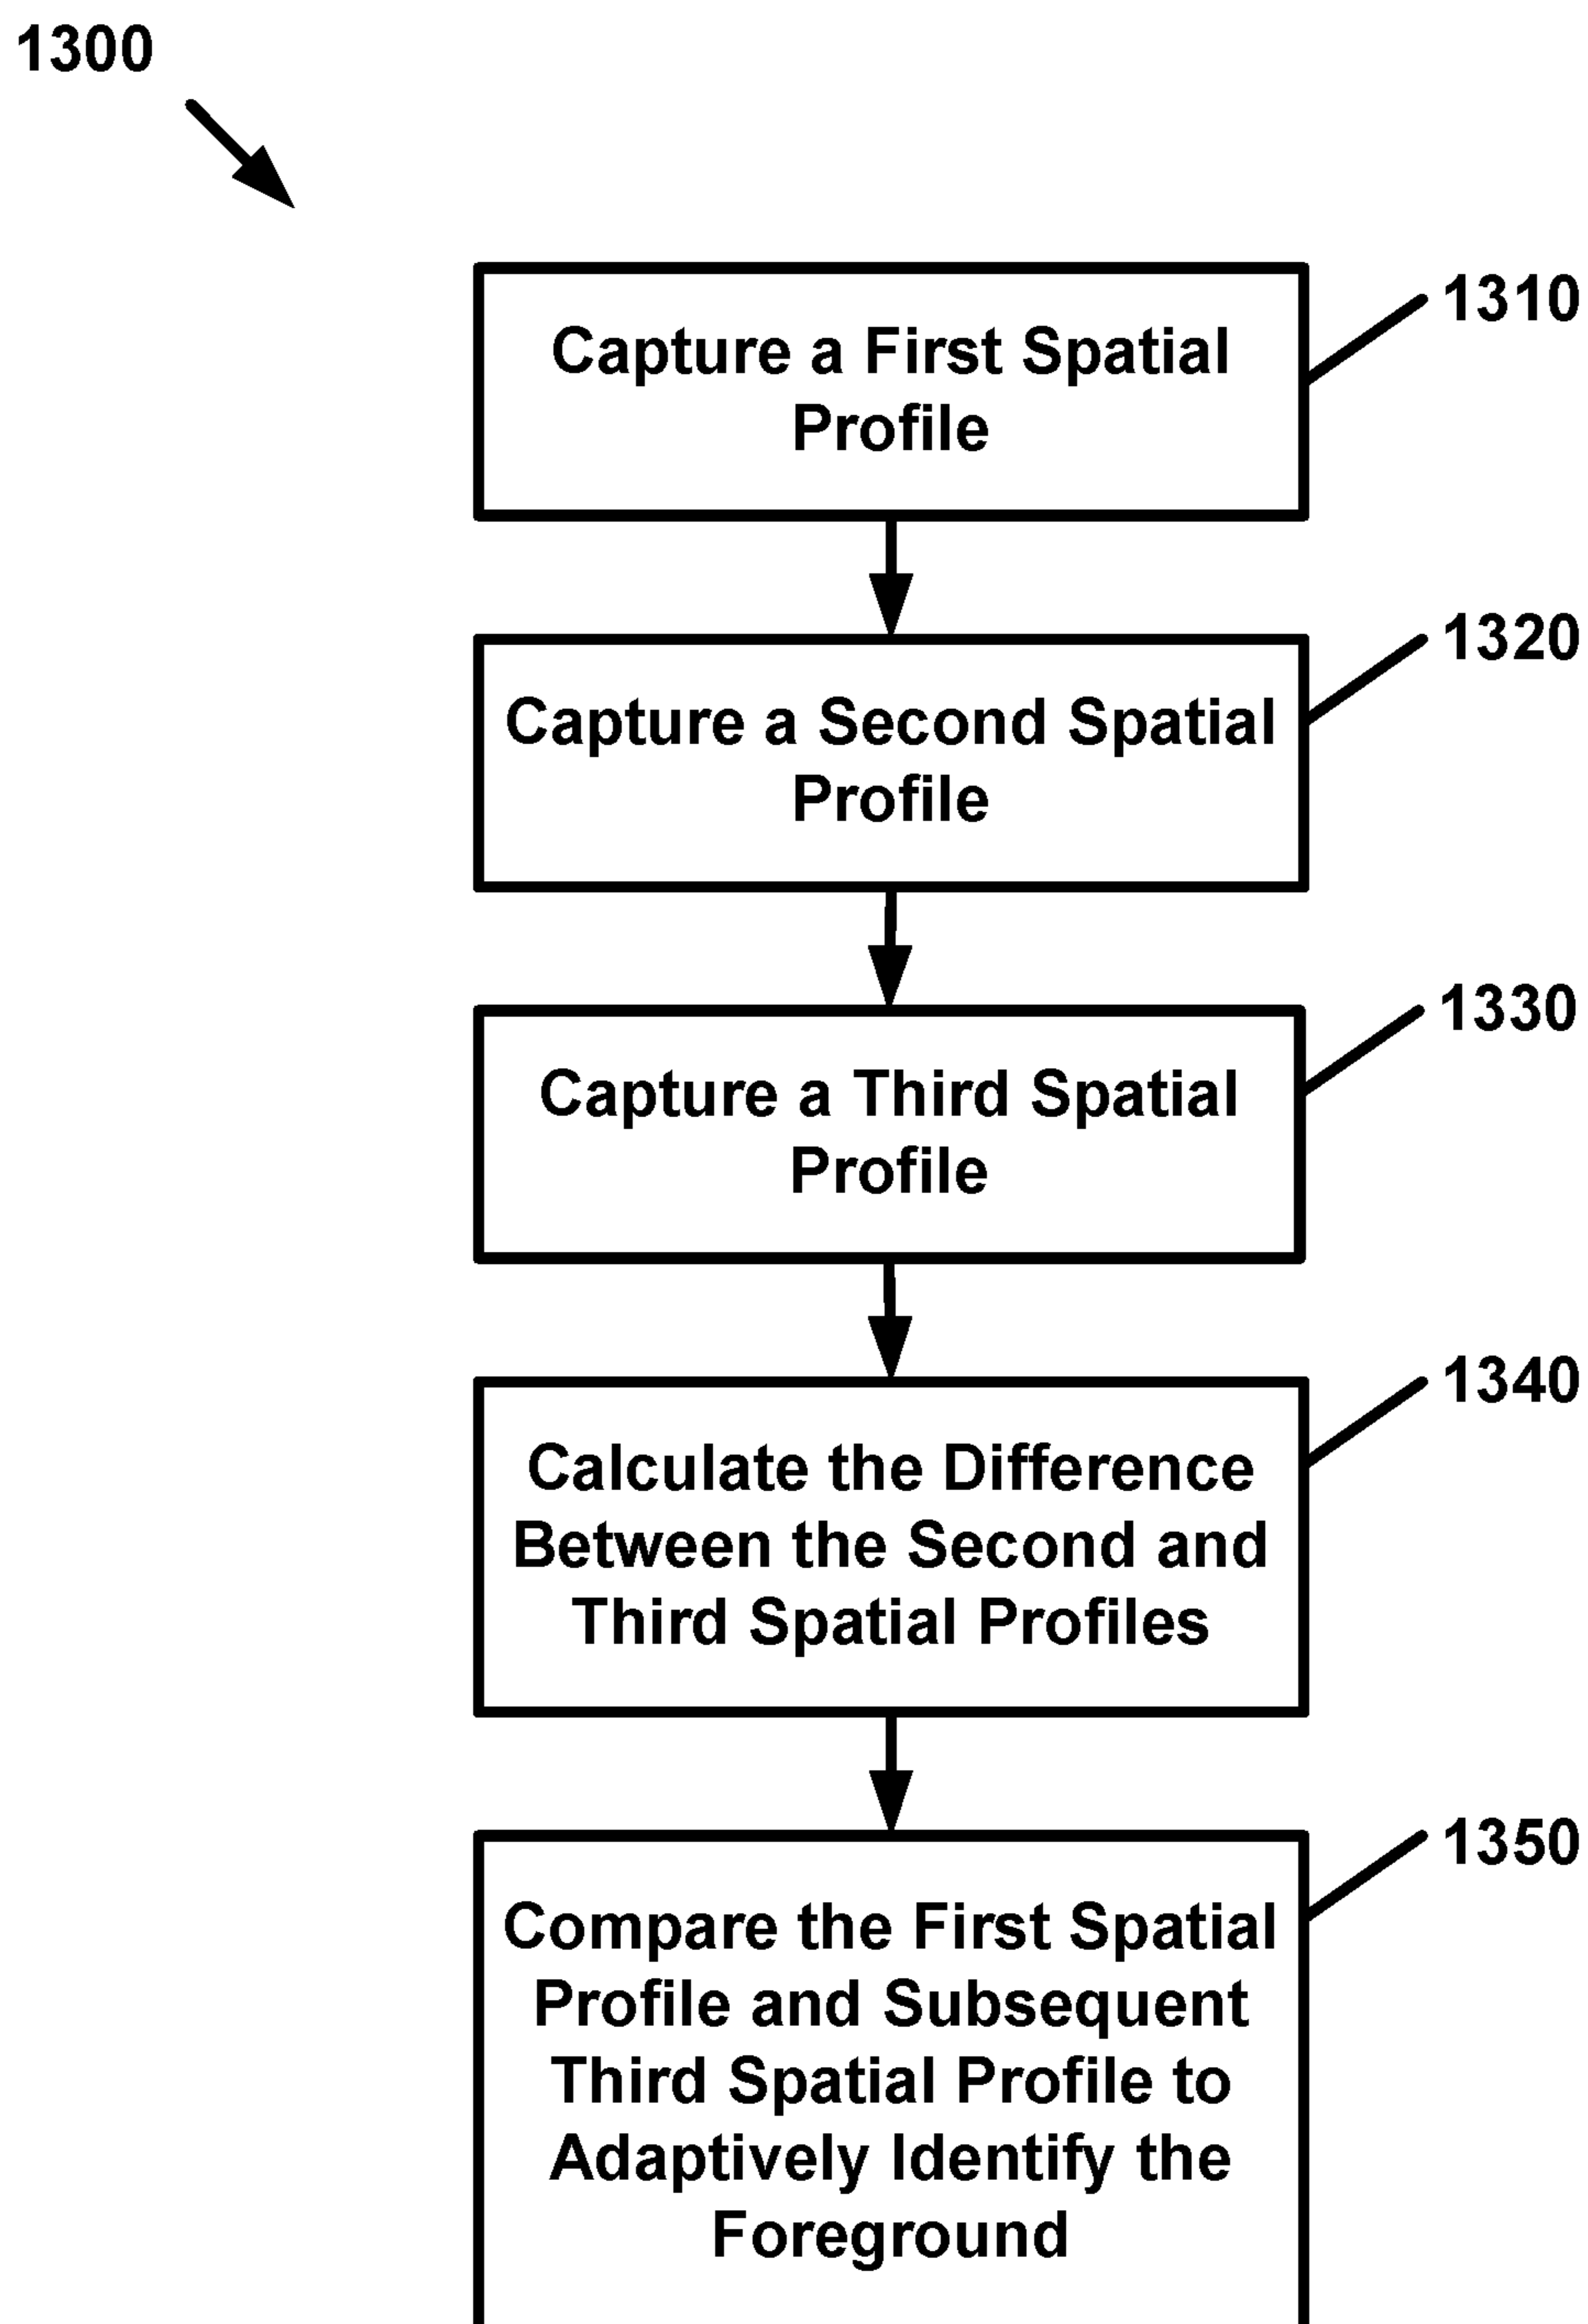 1300
Capture a First Spatial
Profile
1310
Capture a Second Spatial
Profile
1320
Capture a Third Spatial
Profile
1330
Calculate the Difference
Between the Second and
Third Spatial Profiles
1340
Compare the First Spatial
Profile and Subsequent
Third Spatial Profile to
Adaptively Identify the
Foreground
1350